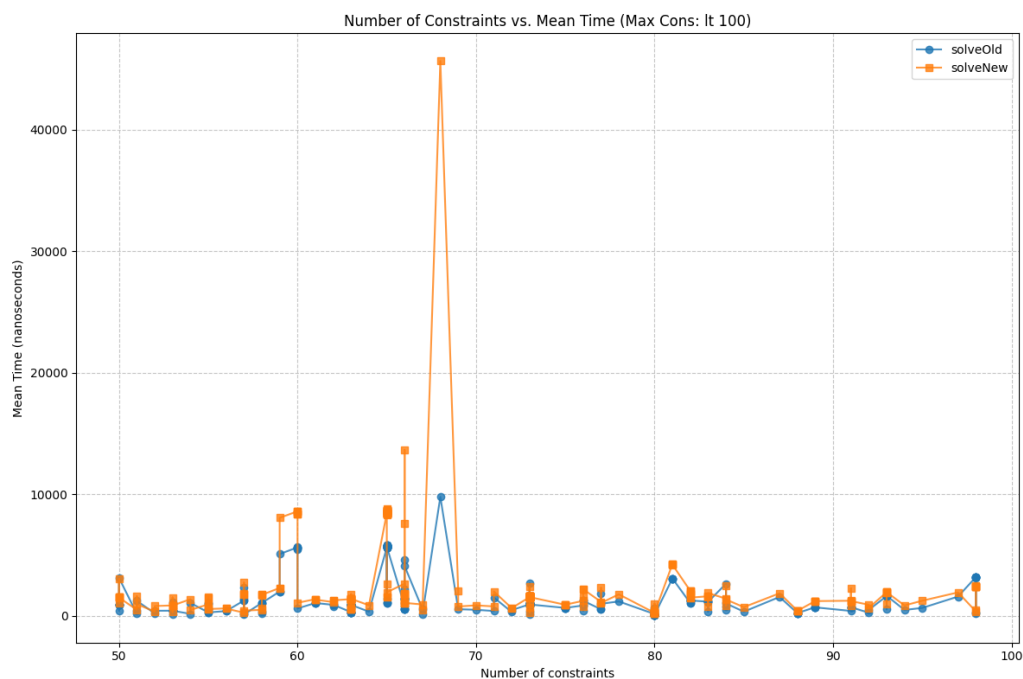 Number of Constraints vs. Mean Time (Max Cons: lt 100)
solveOld
solveNew
40000
30000
20000
10000
0
Mean Time (nanoseconds)
50
60
70
80
90
100
Number of constraints